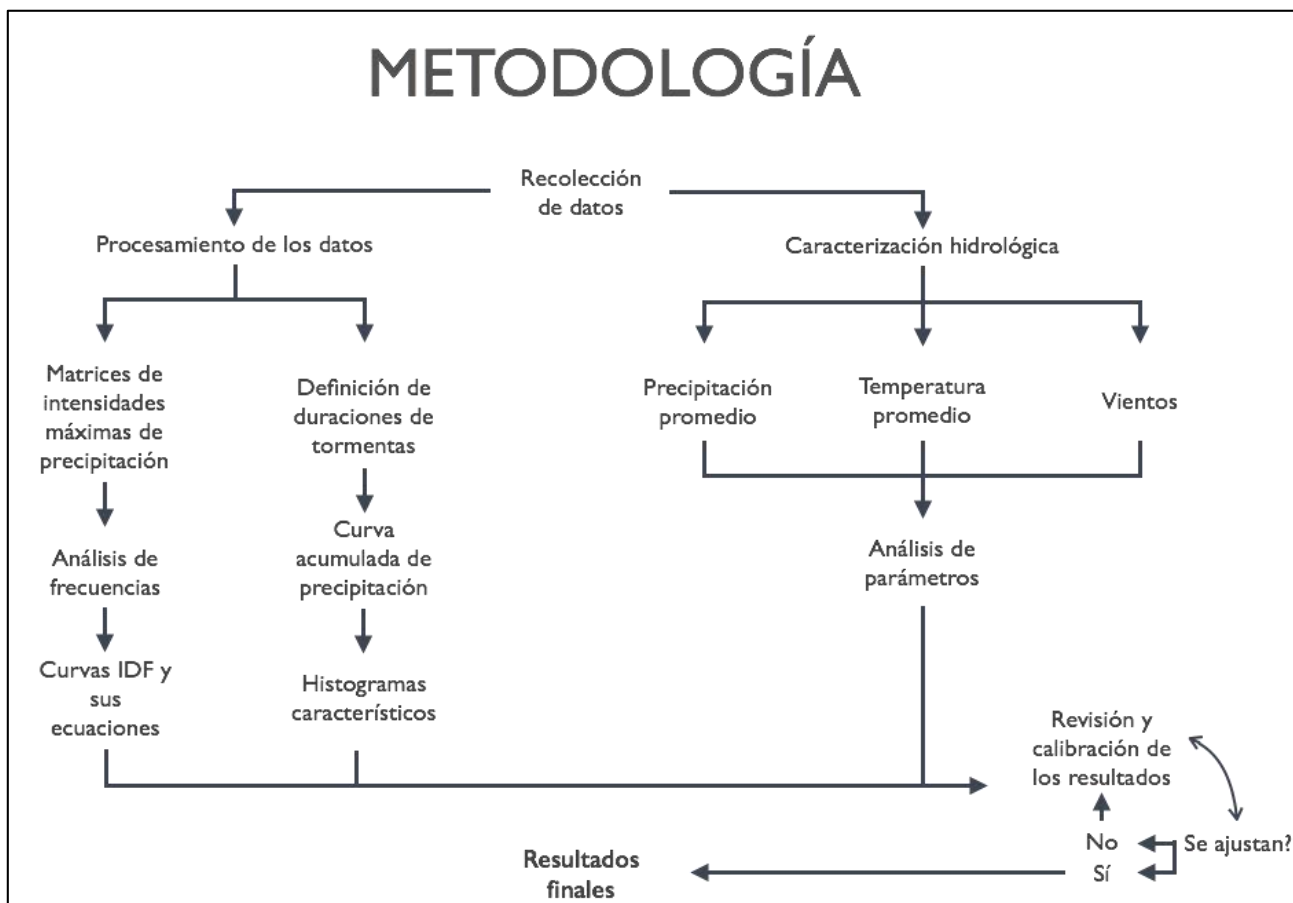 METODOLOGÍA
Recolección
de datos
Procesamiento de los datos
Caracterización hidrológica
Matrices de
intensidades
máximas de
precipitación
Definición de
duraciones de
tormentas
Precipitación
promedio
Temperatura
promedio
Vientos
Análisis de
frecuencias
Curva
acumulada de
precipitación
Análisis de
parámetros
Curvas IDF y
sus
ecuaciones
Histogramas
característicos
Revisión y
calibración de
los resultados
No
Sí
Se ajustan?
Resultados
finales